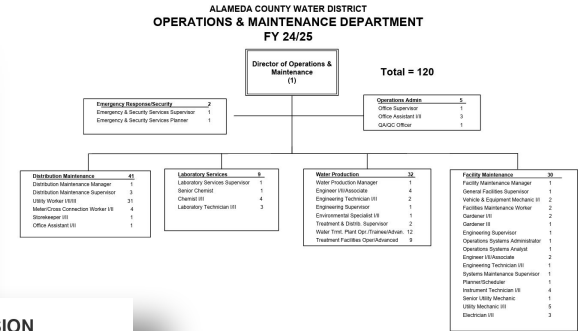 ALAMEDA COUNTY WATER DISTRICT
OPERATIONS & MAINTENANCE DEPARTMENT
FY 24/25
Director of Operations &
Maintenance
(1)
Total = 120
Emergency Response/Security 2
Emergency & Security Services Supervisor 1
Emergency & Security Services Planner 1
Operations Admin 5
Office Supervisor 1
Office Assistant I/II 3
QA/QC Officer 1
Distribution Maintenance 41
Distribution Maintenance Manager 1
Distribution Maintenance Supervisor 3
Utility Worker I/II/III 31
Meter/Cross Connection Worker I/II 4
Storekeeper I/II 1
Office Assistant I/II 1
Laboratory Services 9
Laboratory Services Supervisor 1
Senior Chemist 1
Chemist I/II 4
Laboratory Technician I/II 3
Water Production 32
Water Production Manager 1
Engineer I/II/Associate 4
Engineering Technician I/II 2
Engineering Supervisor 1
Environmental Specialist I/II 1
Treatment & Distrib. Supervisor 2
Water Trmt. Plant Opr./Trainee/Advan. 12
Treatment Facilities Oper/Advanced 9
Facility Maintenance 30
Facility Maintenance Manager 1
General Facilities Supervisor 1
Vehicle & Equipment Mechanic I/II 2
Facilities Maintenance Worker 2
Gardener I/II 2
Gardener III 1
Engineering Supervisor 1
Operations Systems Administrator 1
Operations Systems Analyst 1
Engineer I/II/Associate 2
Engineering Technician I/II 1
Systems Maintenance Supervisor 1
Planner/Scheduler 1
Instrument Technician I/II 4
Senior Utility Mechanic 1
Utility Mechanic I/II 5
Electrician I/II 3
SION